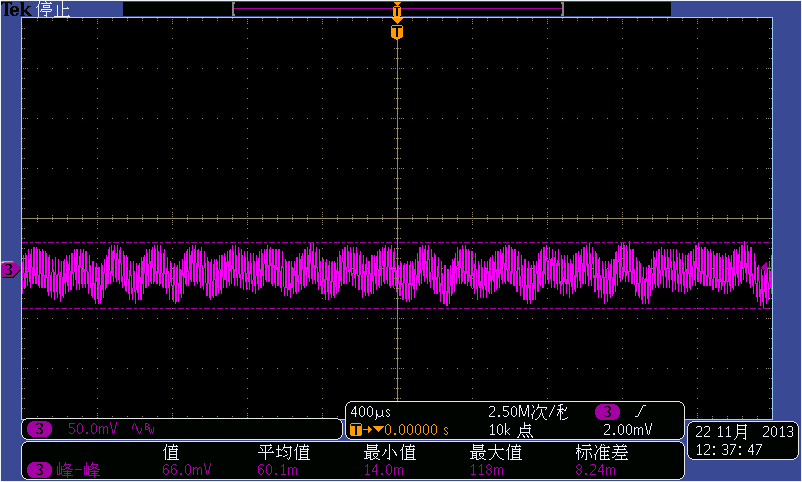 Tek 停止
T
T
3
3 50.0mV
400µs 2.50M次/秒 3
T→▼0.00000 s 10k 点 2.00mV
22 11月 2013
12:37:47
值 平均值 最小值 最大值 标准差
3 峰-峰 66.0mV 60.1m 14.0m 118m 8.24m